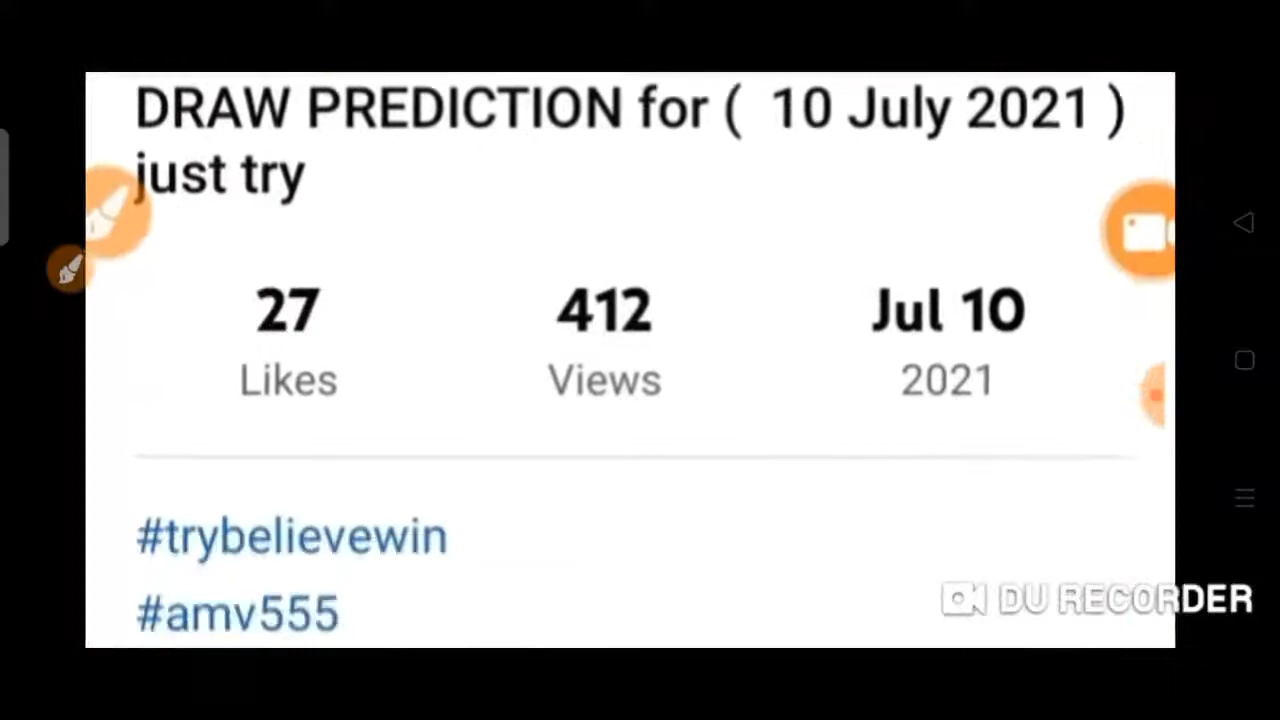 DRAW PREDICTION for ( 10 July 2021 )
just try
27 412 Jul 10
Likes Views 2021
#trybelievewin
#amv555
DU RECORDER